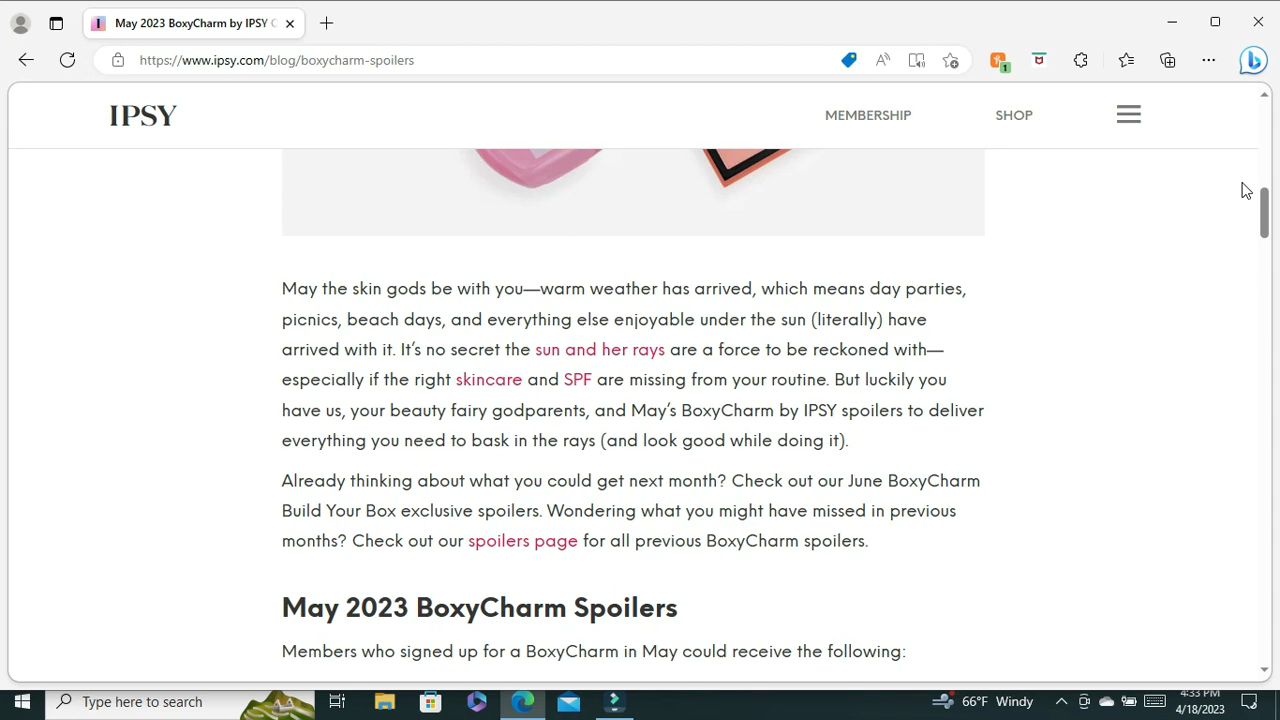 May 2023 BoxyCharm by IPSY
https://www.ipsy.com/blog/boxycharm-spoilers
1
IPSY
MEMBERSHIP
SHOP
May the skin gods be with you—warm weather has arrived, which means day parties,
picnics, beach days, and everything else enjoyable under the sun (literally) have
arrived with it. It's no secret the sun and her rays are a force to be reckoned with—
especially if the right skincare and SPF are missing from your routine. But luckily you
have us, your beauty fairy godparents, and May's BoxyCharm by IPSY spoilers to deliver
everything you need to bask in the rays (and look good while doing it).
Already thinking about what you could get next month? Check out our June BoxyCharm
Build Your Box exclusive spoilers. Wondering what you might have missed in previous
months? Check out our spoilers page for all previous BoxyCharm spoilers.
May 2023 BoxyCharm Spoilers
Members who signed up for a BoxyCharm in May could receive the following:
Type here to search
66°F Windy
4:33 PM
4/18/2023